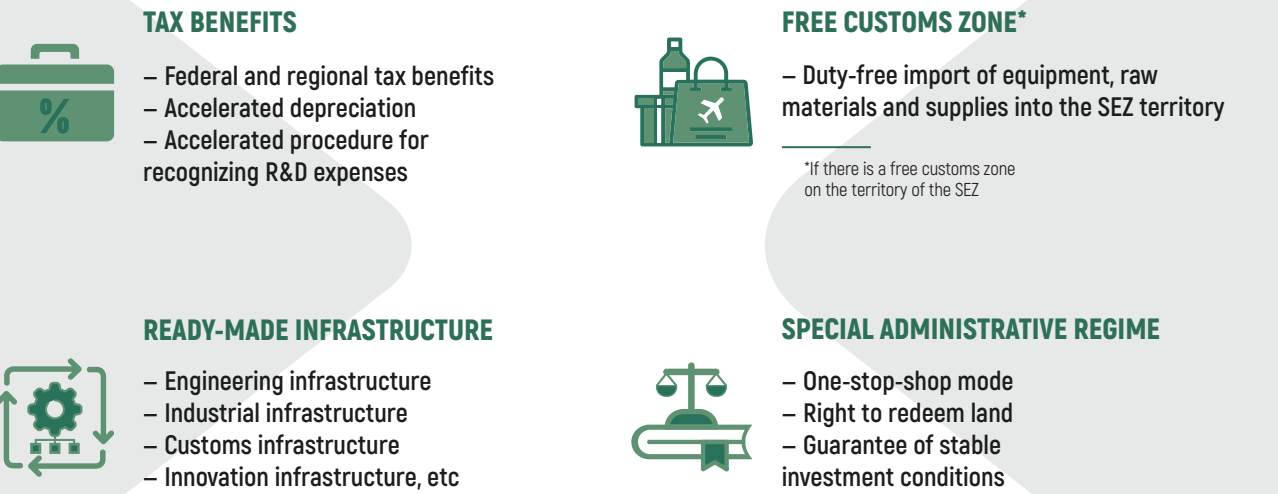 TAX BENEFITS
– Federal and regional tax benefits
– Accelerated depreciation
– Accelerated procedure for
recognizing R&D expenses
FREE CUSTOMS ZONE*
– Duty-free import of equipment, raw
materials and supplies into the SEZ territory
*If there is a free customs zone
on the territory of the SEZ
READY-MADE INFRASTRUCTURE
– Engineering infrastructure
– Industrial infrastructure
– Customs infrastructure
– Innovation infrastructure, etc
SPECIAL ADMINISTRATIVE REGIME
– One-stop-shop mode
– Right to redeem land
– Guarantee of stable
investment conditions
%